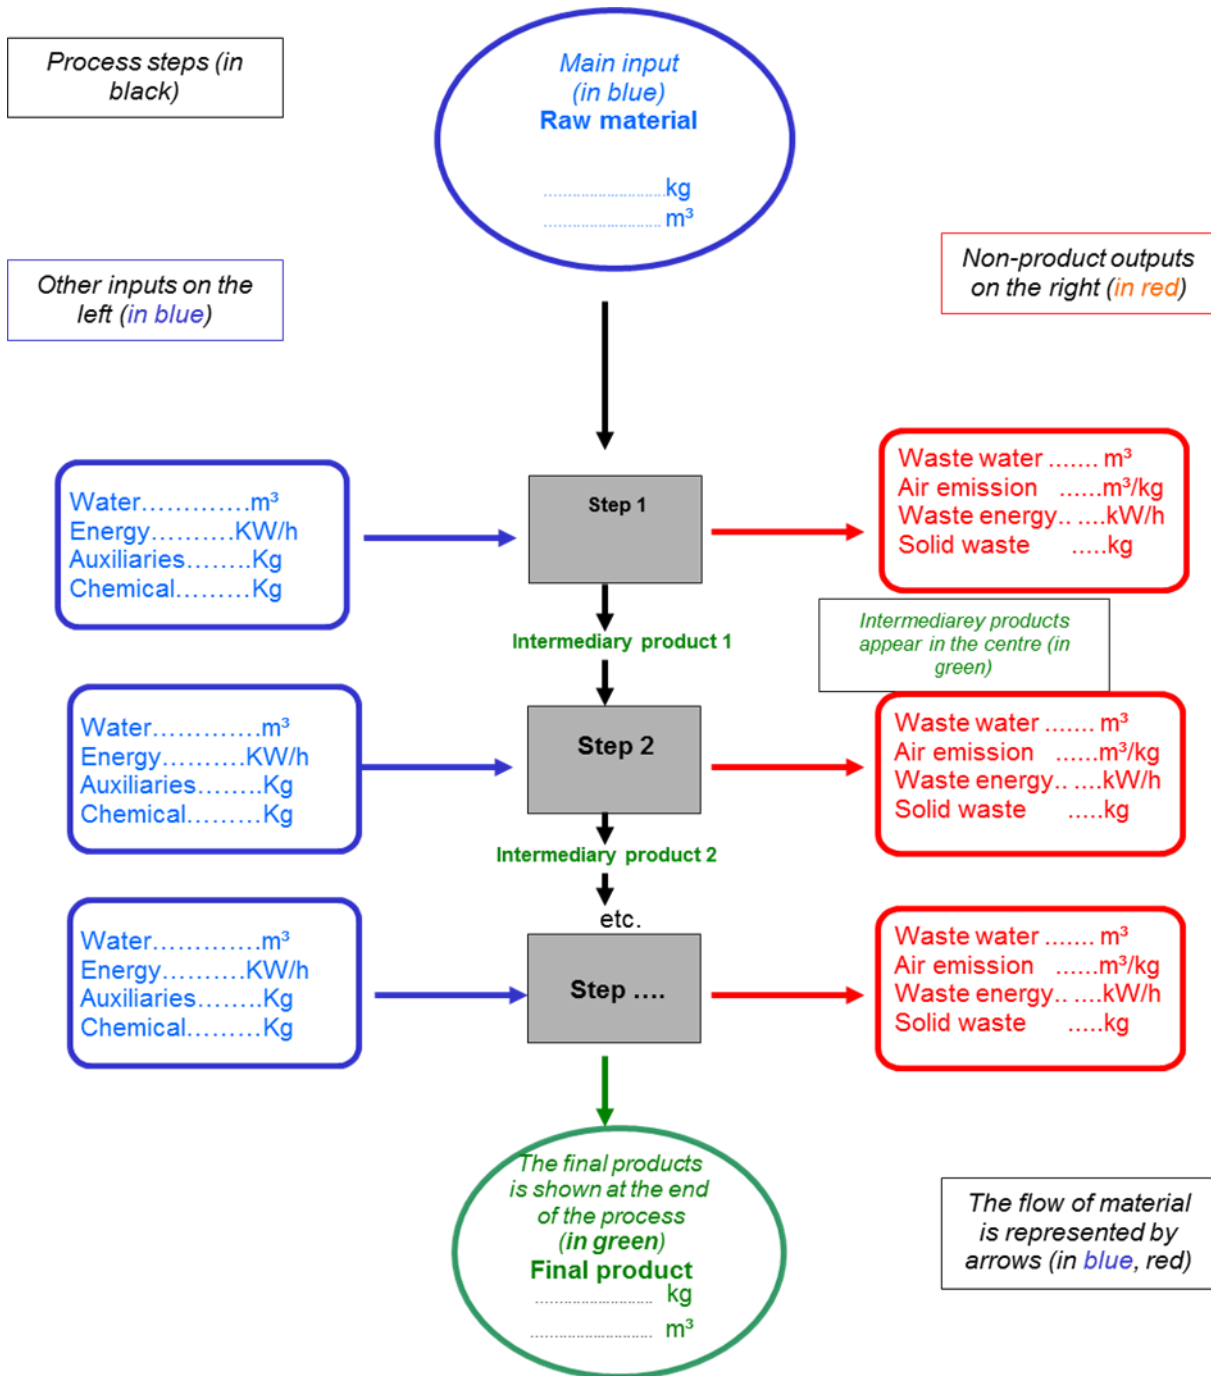 Process steps (in
black)
Main input
(in blue)
Raw material
............................kg
........................... m³
Other inputs on the
left (in blue)
Non-product outputs
on the right (in red)
Water………….m³
Energy……….KW/h
Auxiliaries……..Kg
Chemical………Kg
Step 1
Waste water ....... m³
Air emission ......m³/kg
Waste energy.. ....kW/h
Solid waste .....kg
Intermediary product 1
Intermediarey products
appear in the centre (in
green)
Water………….m³
Energy……….KW/h
Auxiliaries……..Kg
Chemical………Kg
Step 2
Waste water ....... m³
Air emission ......m³/kg
Waste energy.. ....kW/h
Solid waste .....kg
Intermediary product 2
etc.
Water………….m³
Energy……….KW/h
Auxiliaries……..Kg
Chemical………Kg
Step ....
Waste water ....... m³
Air emission ......m³/kg
Waste energy.. ....kW/h
Solid waste .....kg
The final products
is shown at the end
of the process
(in green)
Final product
........................... kg
............................ m³
The flow of material
is represented by
arrows (in blue, red)